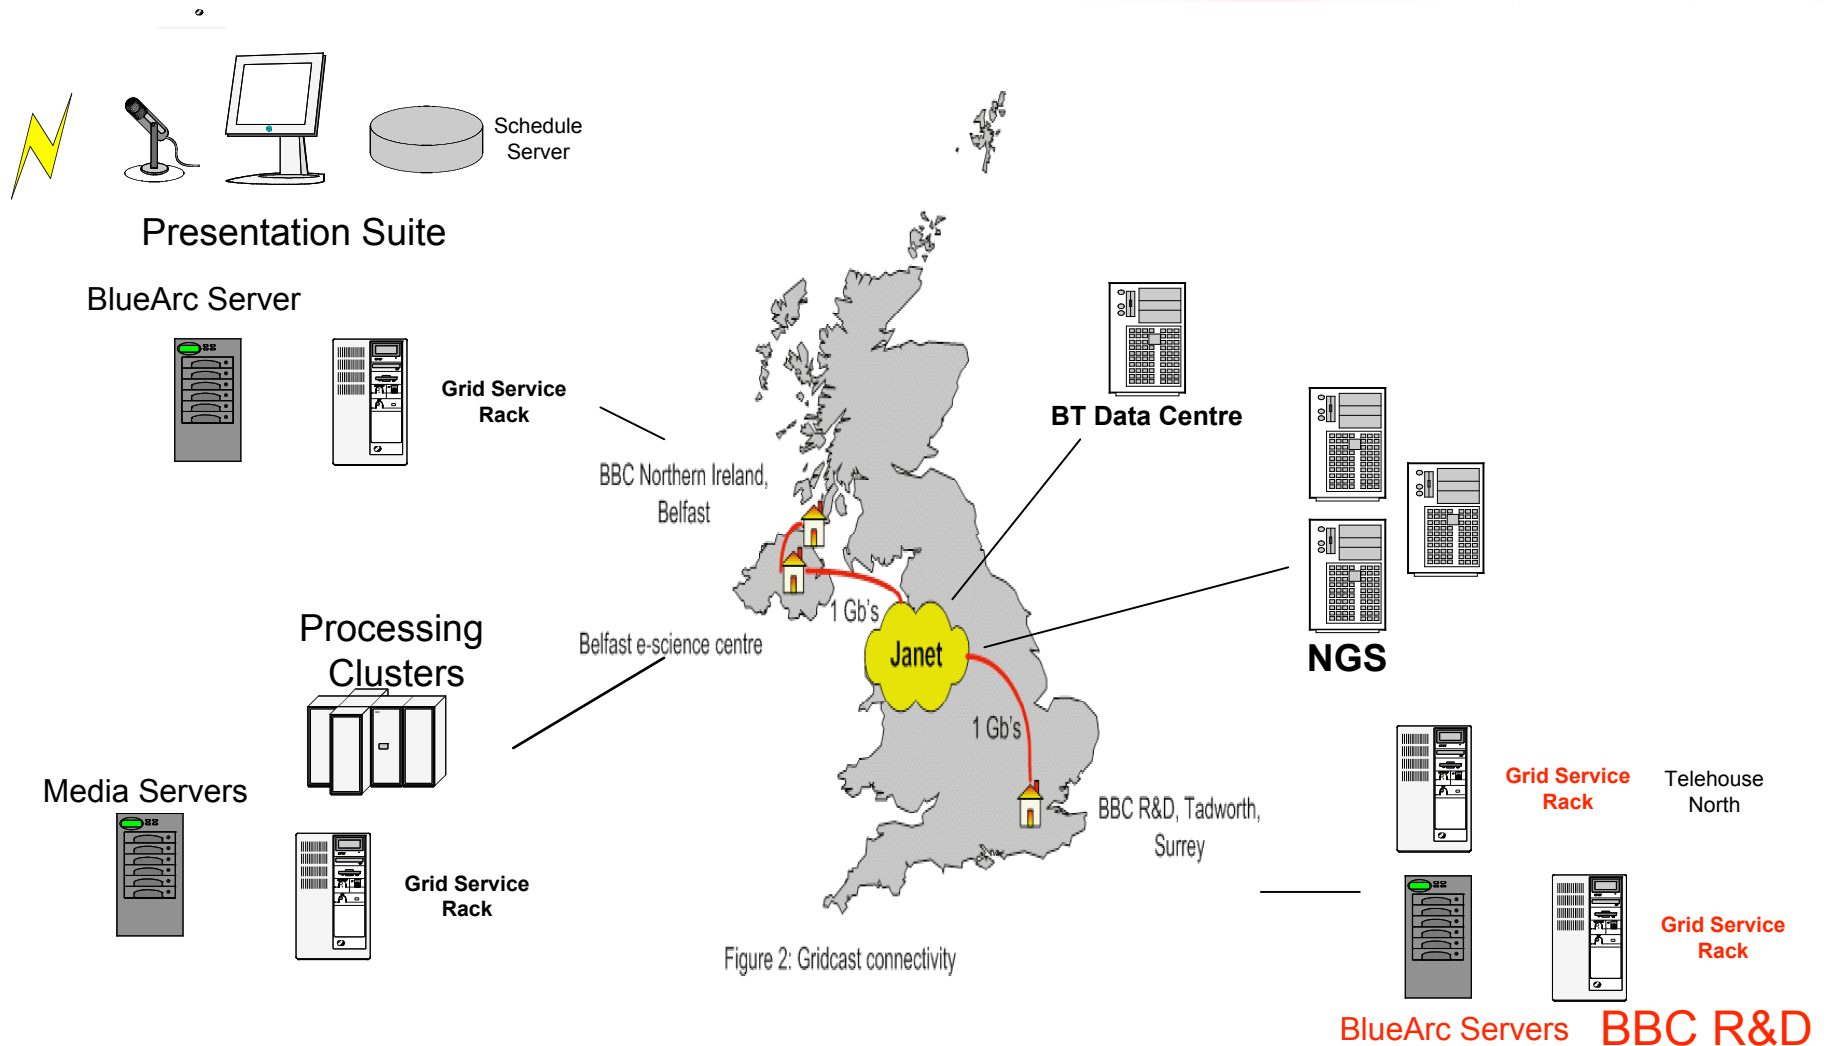 Schedule
Server
Presentation Suite
BlueArc Server
Grid Service
Rack
BBC Northern Ireland,
Belfast
BT Data Centre
1 Gb's
Janet
NGS
Processing
Clusters
Belfast e-science centre
Media Servers
Grid Service
Rack
1 Gb's
BBC R&D, Tadworth,
Surrey
Grid Service
Rack
Telehouse
North
Grid Service
Rack
Figure 2: Gridcast connectivity
BlueArc Servers
BBC R&D